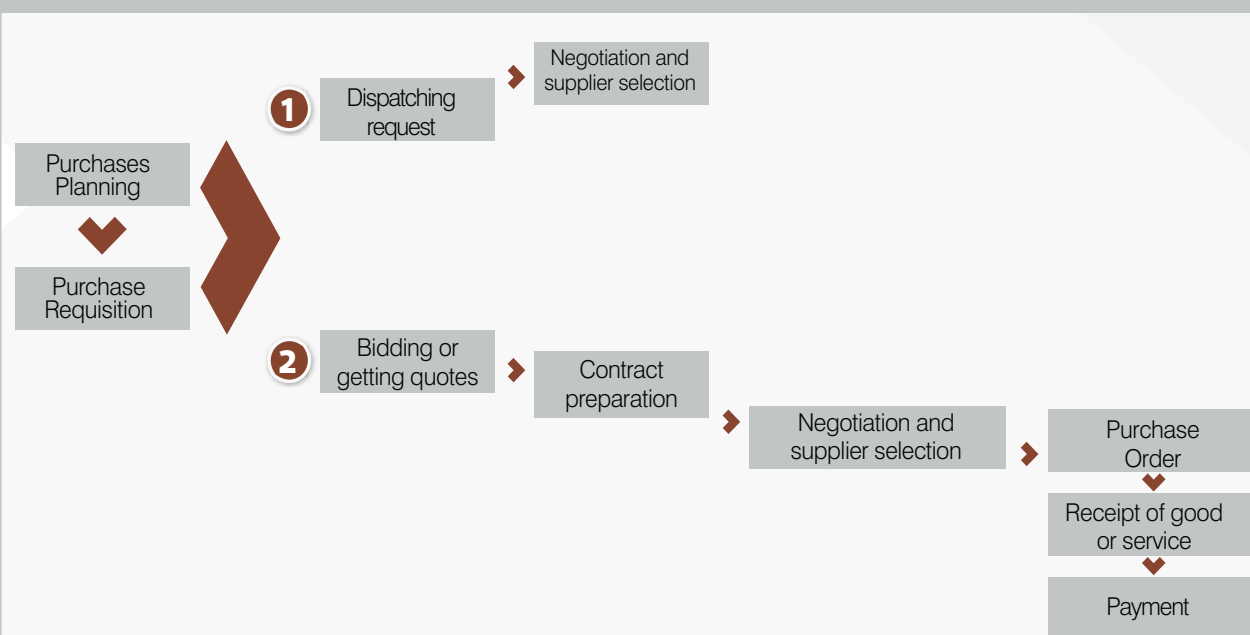 Purchases
Planning
Purchase
Requisition
1
Dispatching
request
Negotiation and
supplier selection
2
Bidding or
getting quotes
Contract
preparation
Negotiation and
supplier selection
Purchase
Order
Receipt of good
or service
Payment